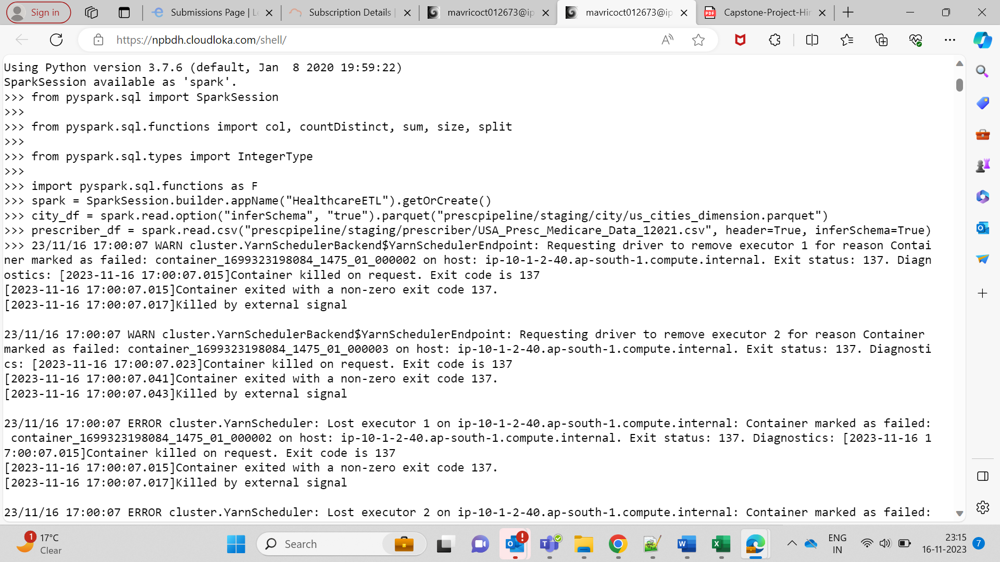 Sign in
Submissions Page | Le
Subscription Details |
mavricoct012673@ip
mavricoct012673@ip
PDF
Capstone-Project-Hir
https://npbdh.cloudloka.com/shell/
Using Python version 3.7.6 (default, Jan  8 2020 19:59:22)
SparkSession available as 'spark'.
>>> from pyspark.sql import SparkSession
>>>
>>> from pyspark.sql.functions import col, countDistinct, sum, size, split
>>>
>>> from pyspark.sql.types import IntegerType
>>>
>>> import pyspark.sql.functions as F
>>> spark = SparkSession.builder.appName("HealthcareETL").getOrCreate()
>>> city_df = spark.read.option("inferSchema", "true").parquet("prescpipeline/staging/city/us_cities_dimension.parquet")
>>> prescriber_df = spark.read.csv("prescpipeline/staging/prescriber/USA_Presc_Medicare_Data_12021.csv", header=True, inferSchema=True)
>>> 23/11/16 17:00:07 WARN cluster.YarnSchedulerBackend$YarnSchedulerEndpoint: Requesting driver to remove executor 1 for reason Contai
ner marked as failed: container_1699323198084_1475_01_000002 on host: ip-10-1-2-40.ap-south-1.compute.internal. Exit status: 137. Diagn
ostics: [2023-11-16 17:00:07.015]Container killed on request. Exit code is 137
[2023-11-16 17:00:07.015]Container exited with a non-zero exit code 137.
[2023-11-16 17:00:07.017]Killed by external signal
23/11/16 17:00:07 WARN cluster.YarnSchedulerBackend$YarnSchedulerEndpoint: Requesting driver to remove executor 2 for reason Container
marked as failed: container_1699323198084_1475_01_000003 on host: ip-10-1-2-40.ap-south-1.compute.internal. Exit status: 137. Diagnosti
cs: [2023-11-16 17:00:07.023]Container killed on request. Exit code is 137
[2023-11-16 17:00:07.041]Container exited with a non-zero exit code 137.
[2023-11-16 17:00:07.043]Killed by external signal
23/11/16 17:00:07 ERROR cluster.YarnScheduler: Lost executor 1 on ip-10-1-2-40.ap-south-1.compute.internal: Container marked as failed:
container_1699323198084_1475_01_000002 on host: ip-10-1-2-40.ap-south-1.compute.internal. Exit status: 137. Diagnostics: [2023-11-16 1
7:00:07.015]Container killed on request. Exit code is 137
[2023-11-16 17:00:07.015]Container exited with a non-zero exit code 137.
[2023-11-16 17:00:07.017]Killed by external signal
23/11/16 17:00:07 ERROR cluster.YarnScheduler: Lost executor 2 on ip-10-1-2-40.ap-south-1.compute.internal: Container marked as failed:
1
17°C
Clear
Search
ENG
IN
23:15
16-11-2023
7